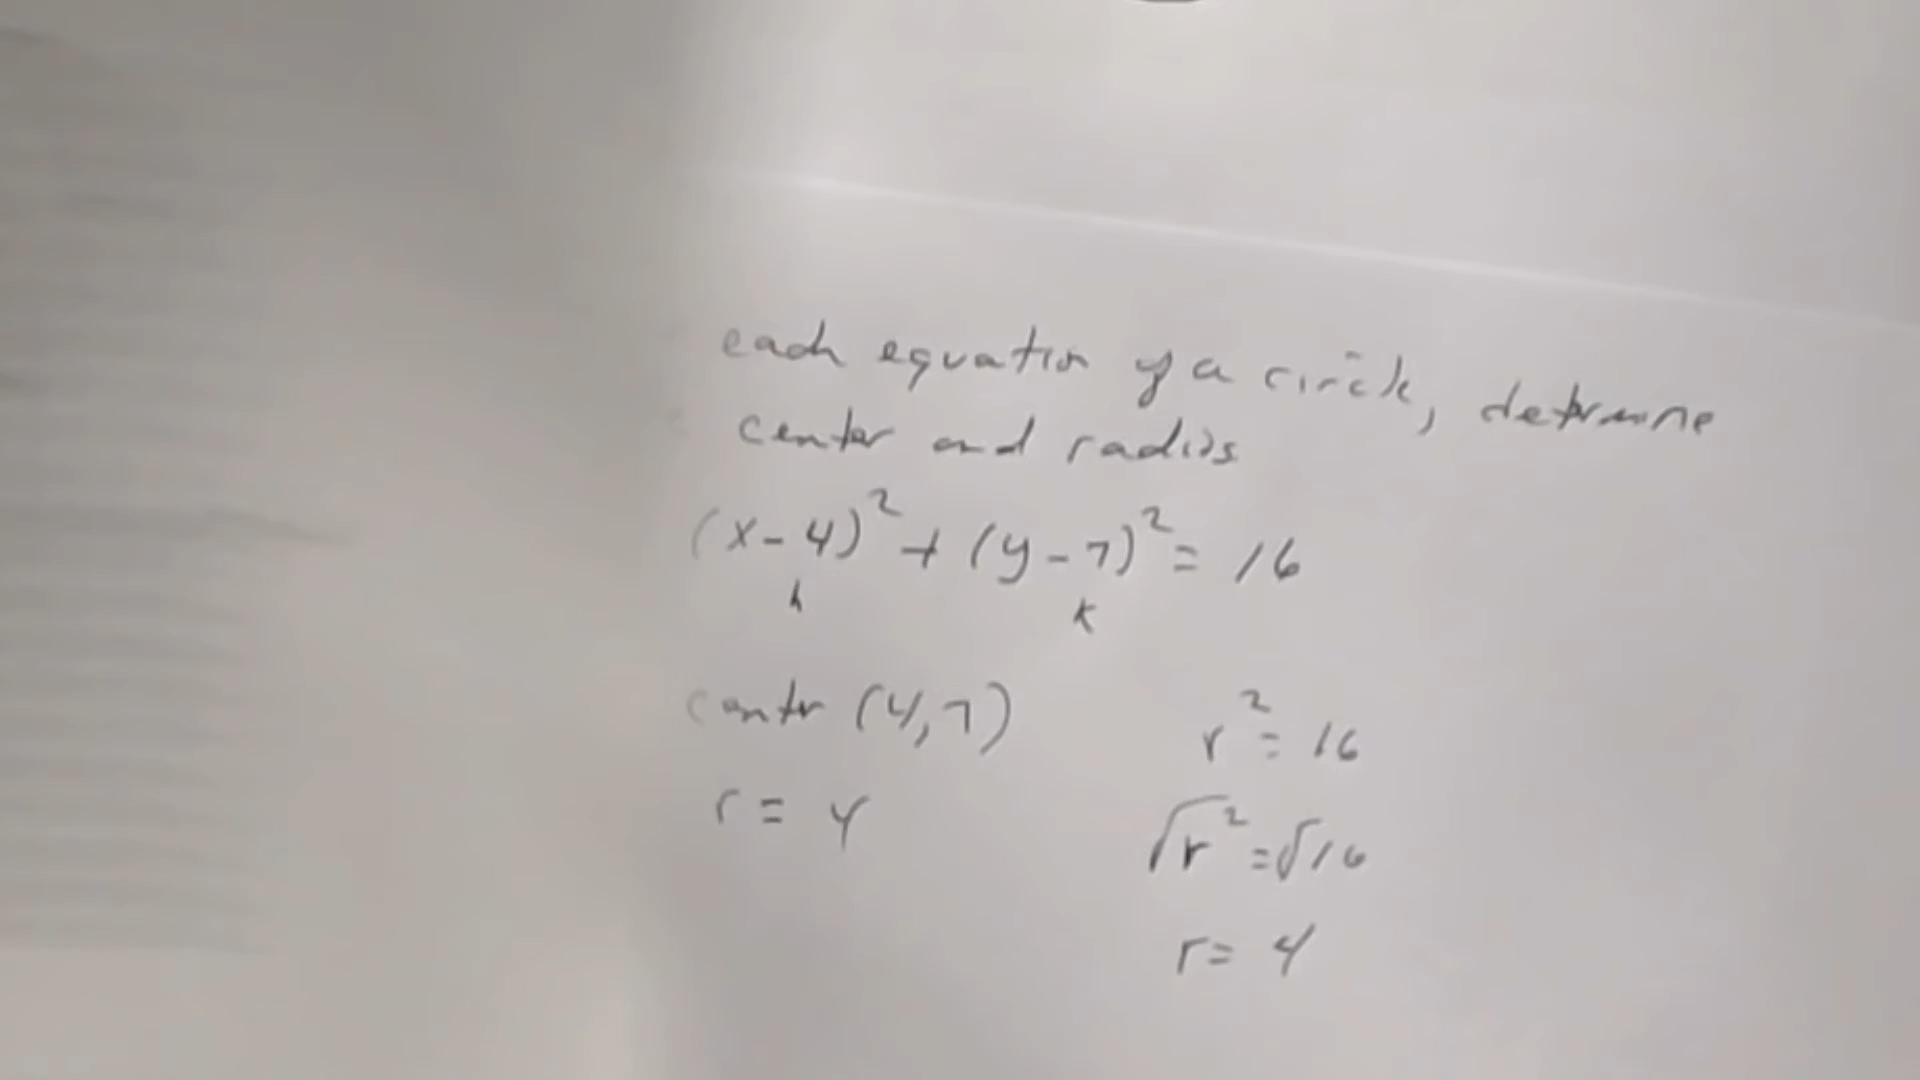 each equation of a circle, determine
center and radius
(x-4)²+(y-7)²=16
h k
center (4,7)
r²=16
r=4
√r²=√16
r=4